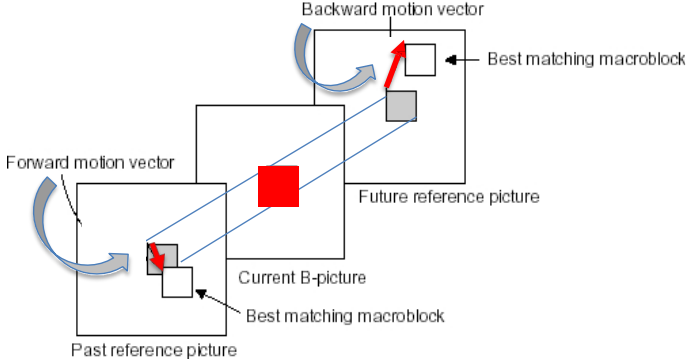 Backward motion vector
Best matching macroblock
Forward motion vector
Future reference picture
Current B-picture
Best matching macroblock
Past reference picture